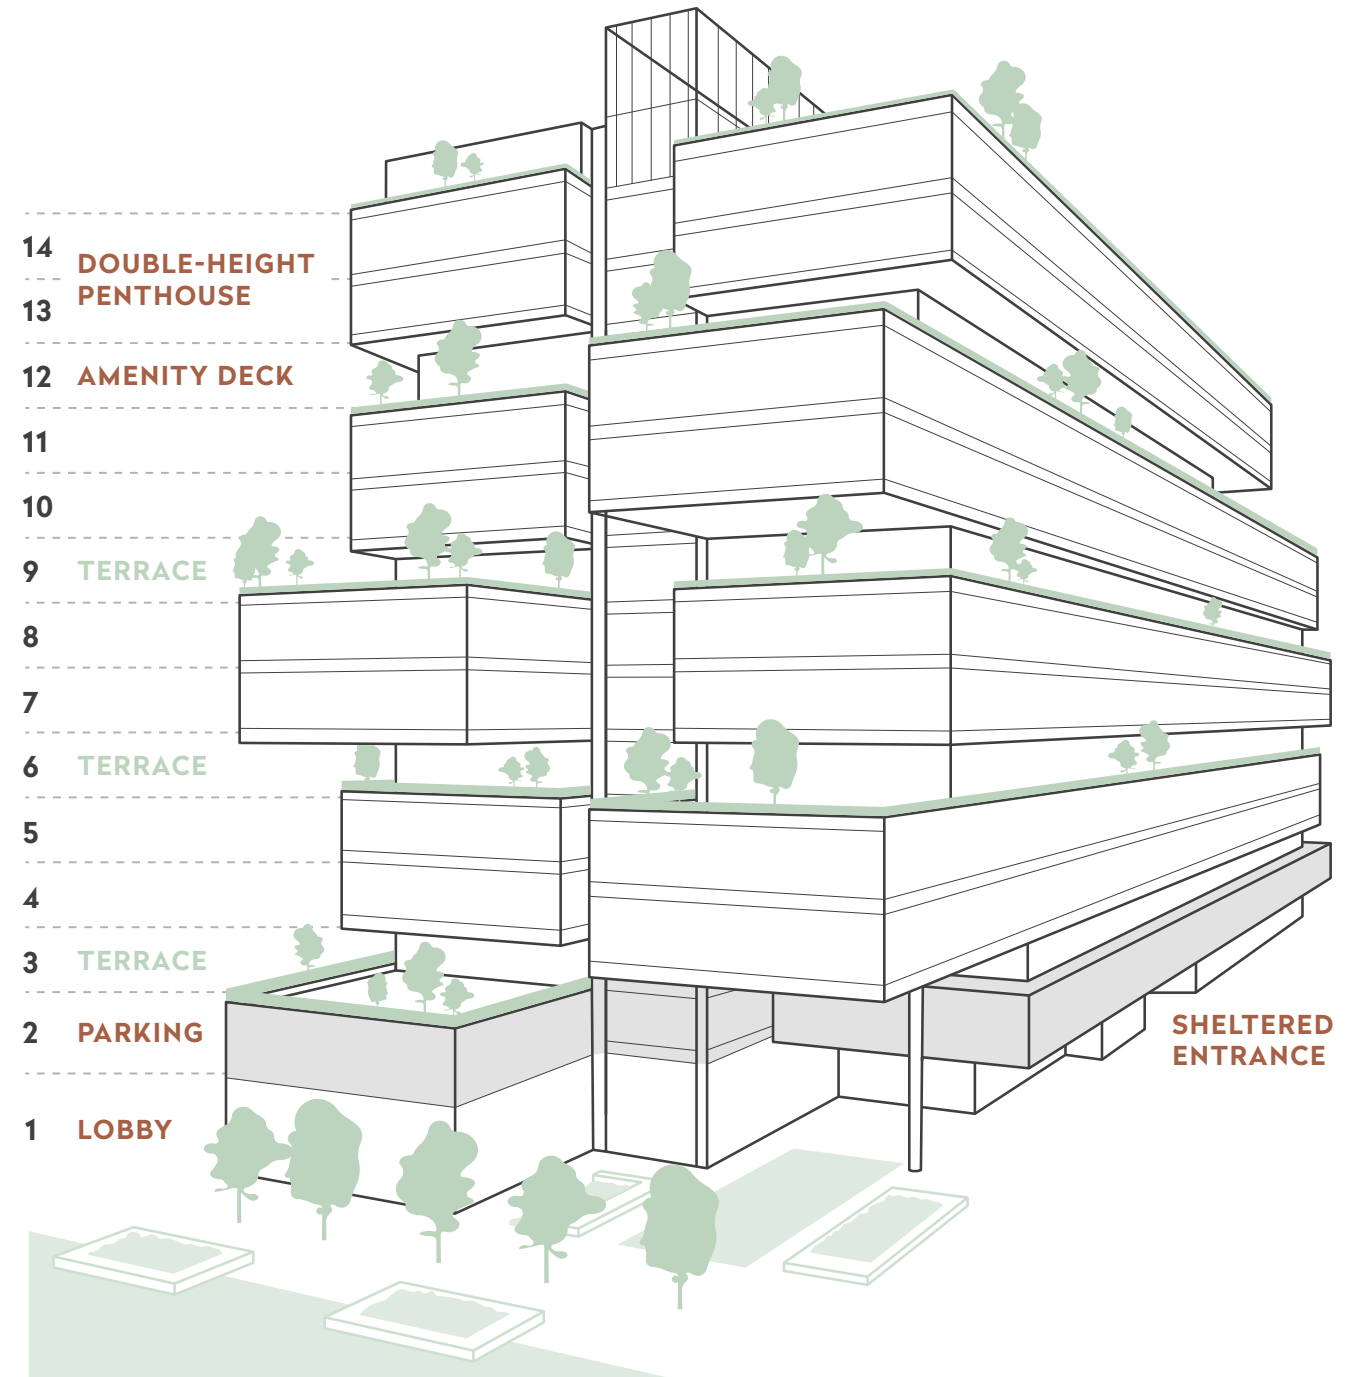 14
DOUBLE-HEIGHT
PENTHOUSE
13
12 AMENITY DECK
11
10
9 TERRACE
8
7
6 TERRACE
5
4
3 TERRACE
2 PARKING
SHELTERED
ENTRANCE
1 LOBBY